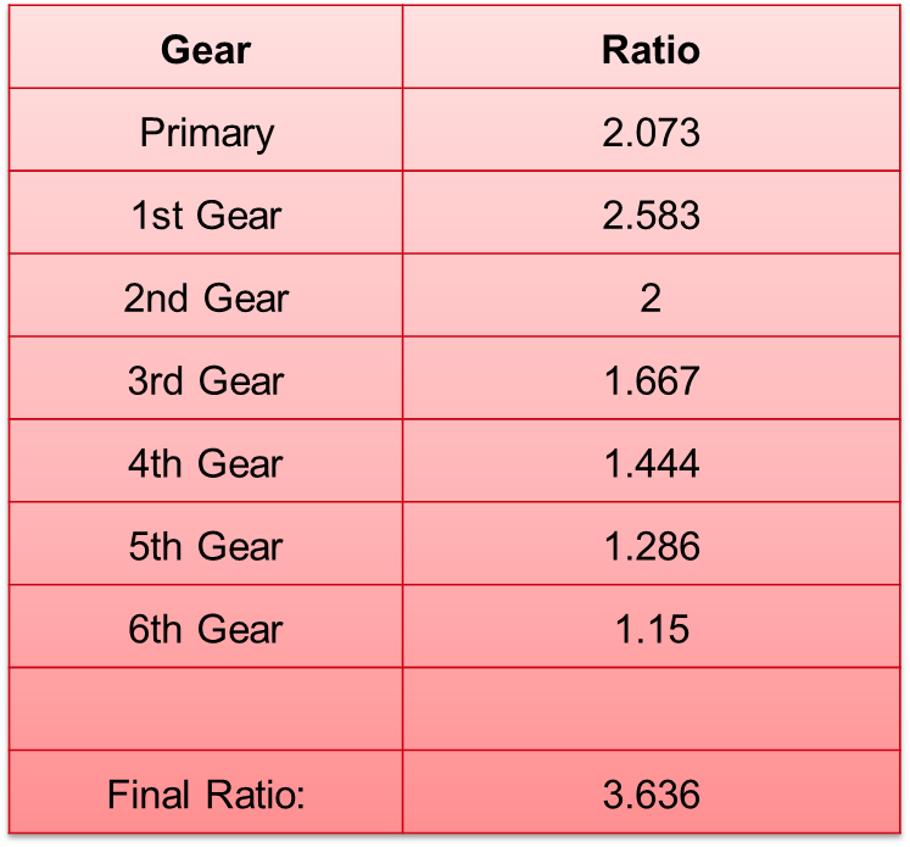 Gear Ratio
Primary 2.073
1st Gear 2.583
2nd Gear 2
3rd Gear 1.667
4th Gear 1.444
5th Gear 1.286
6th Gear 1.15
Final Ratio: 3.636